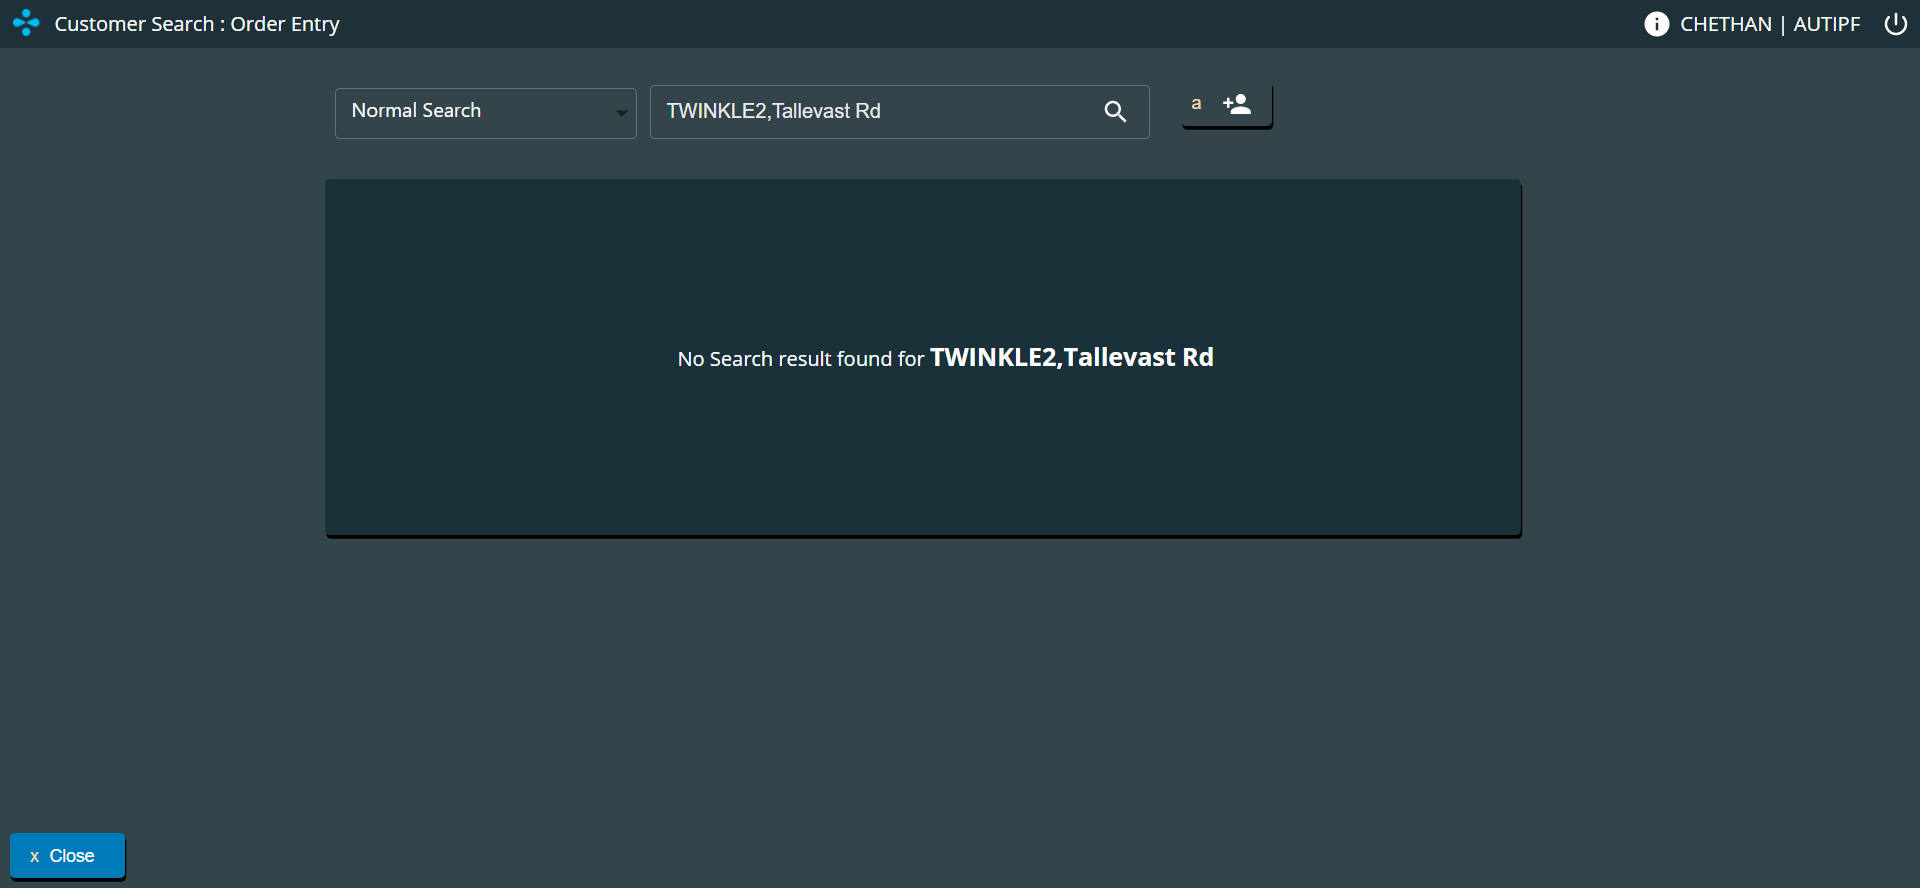 Customer Search : Order Entry
CHETHAN | AUTIPF
Normal Search
TWINKLE2,Tallevast Rd
a
No Search result found for TWINKLE2,Tallevast Rd
x Close